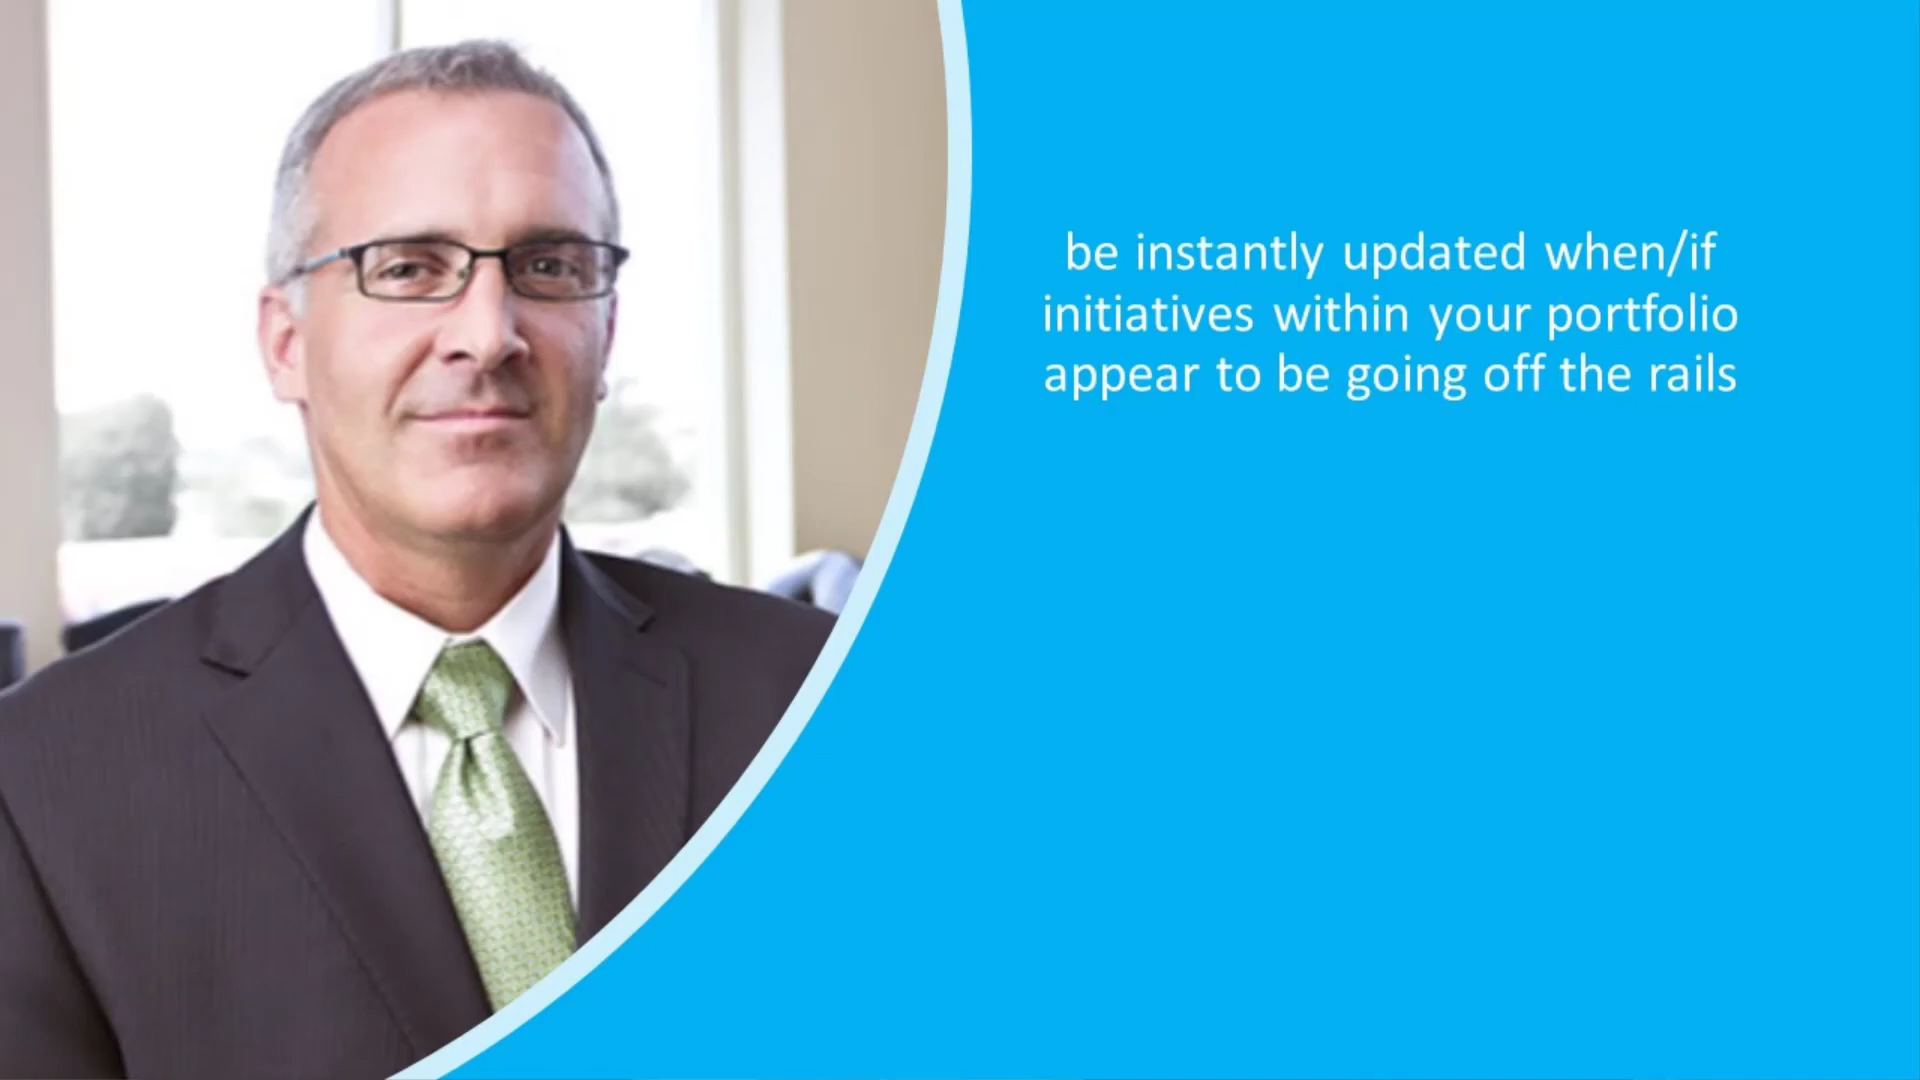 be instantly updated when/if
initiatives within your portfolio
appear to be going off the rails